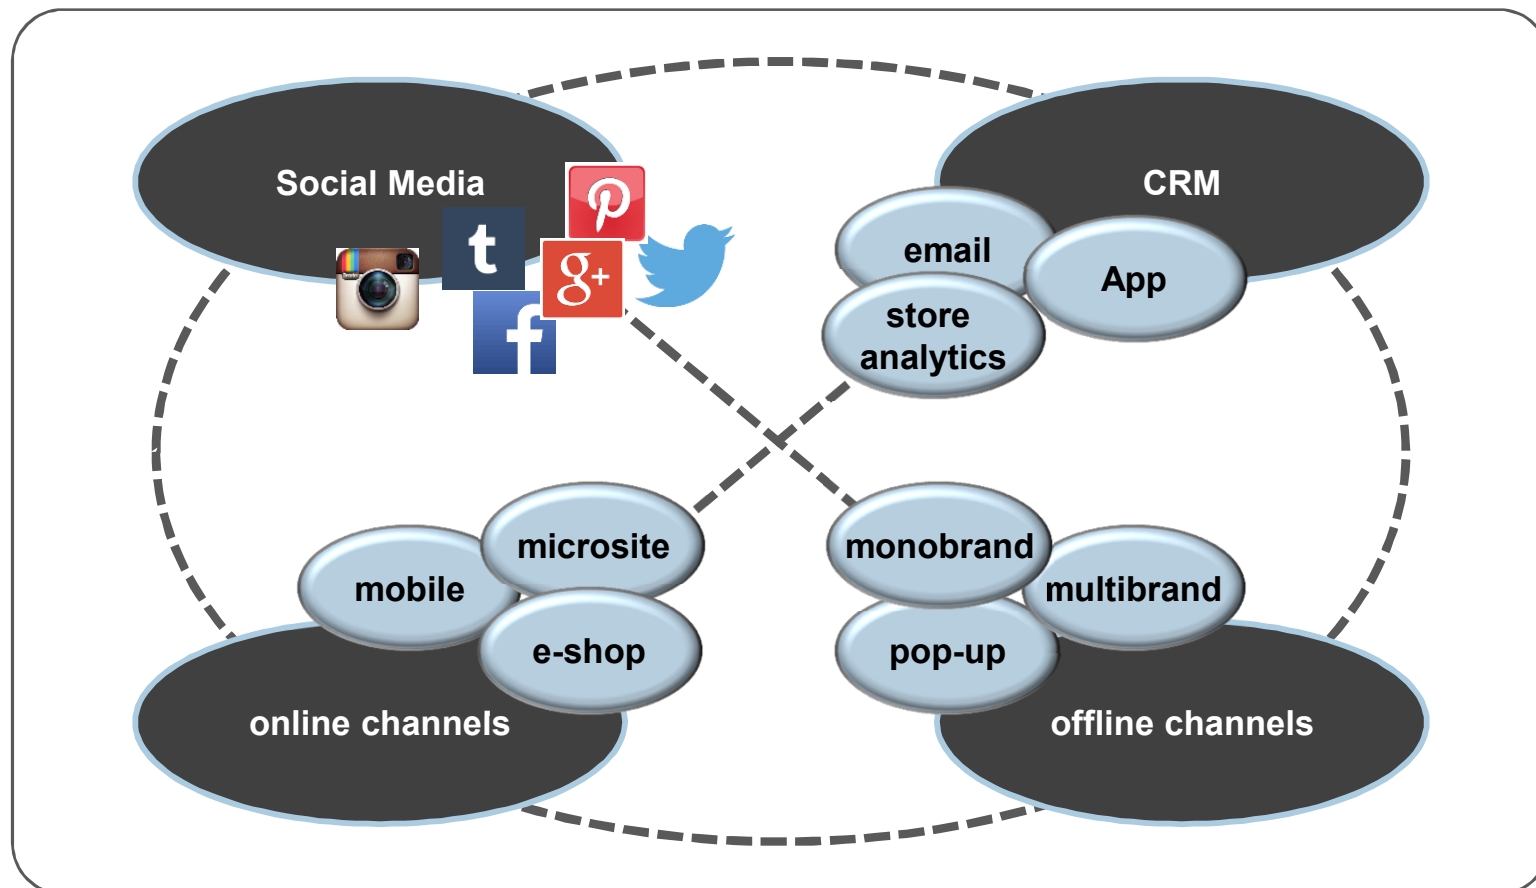 Social Media
CRM
t
g+
f
email
App
store
analytics
microsite
mobile
e-shop
monobrand
multibrand
pop-up
online channels
offline channels